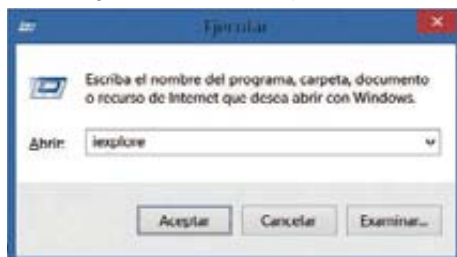 Ejecutar
Escriba el nombre del programa, carpeta, documento
o recurso de Internet que desea abrir con Windows.
Abrir: iexplore
Aceptar Cancelar Examinar...